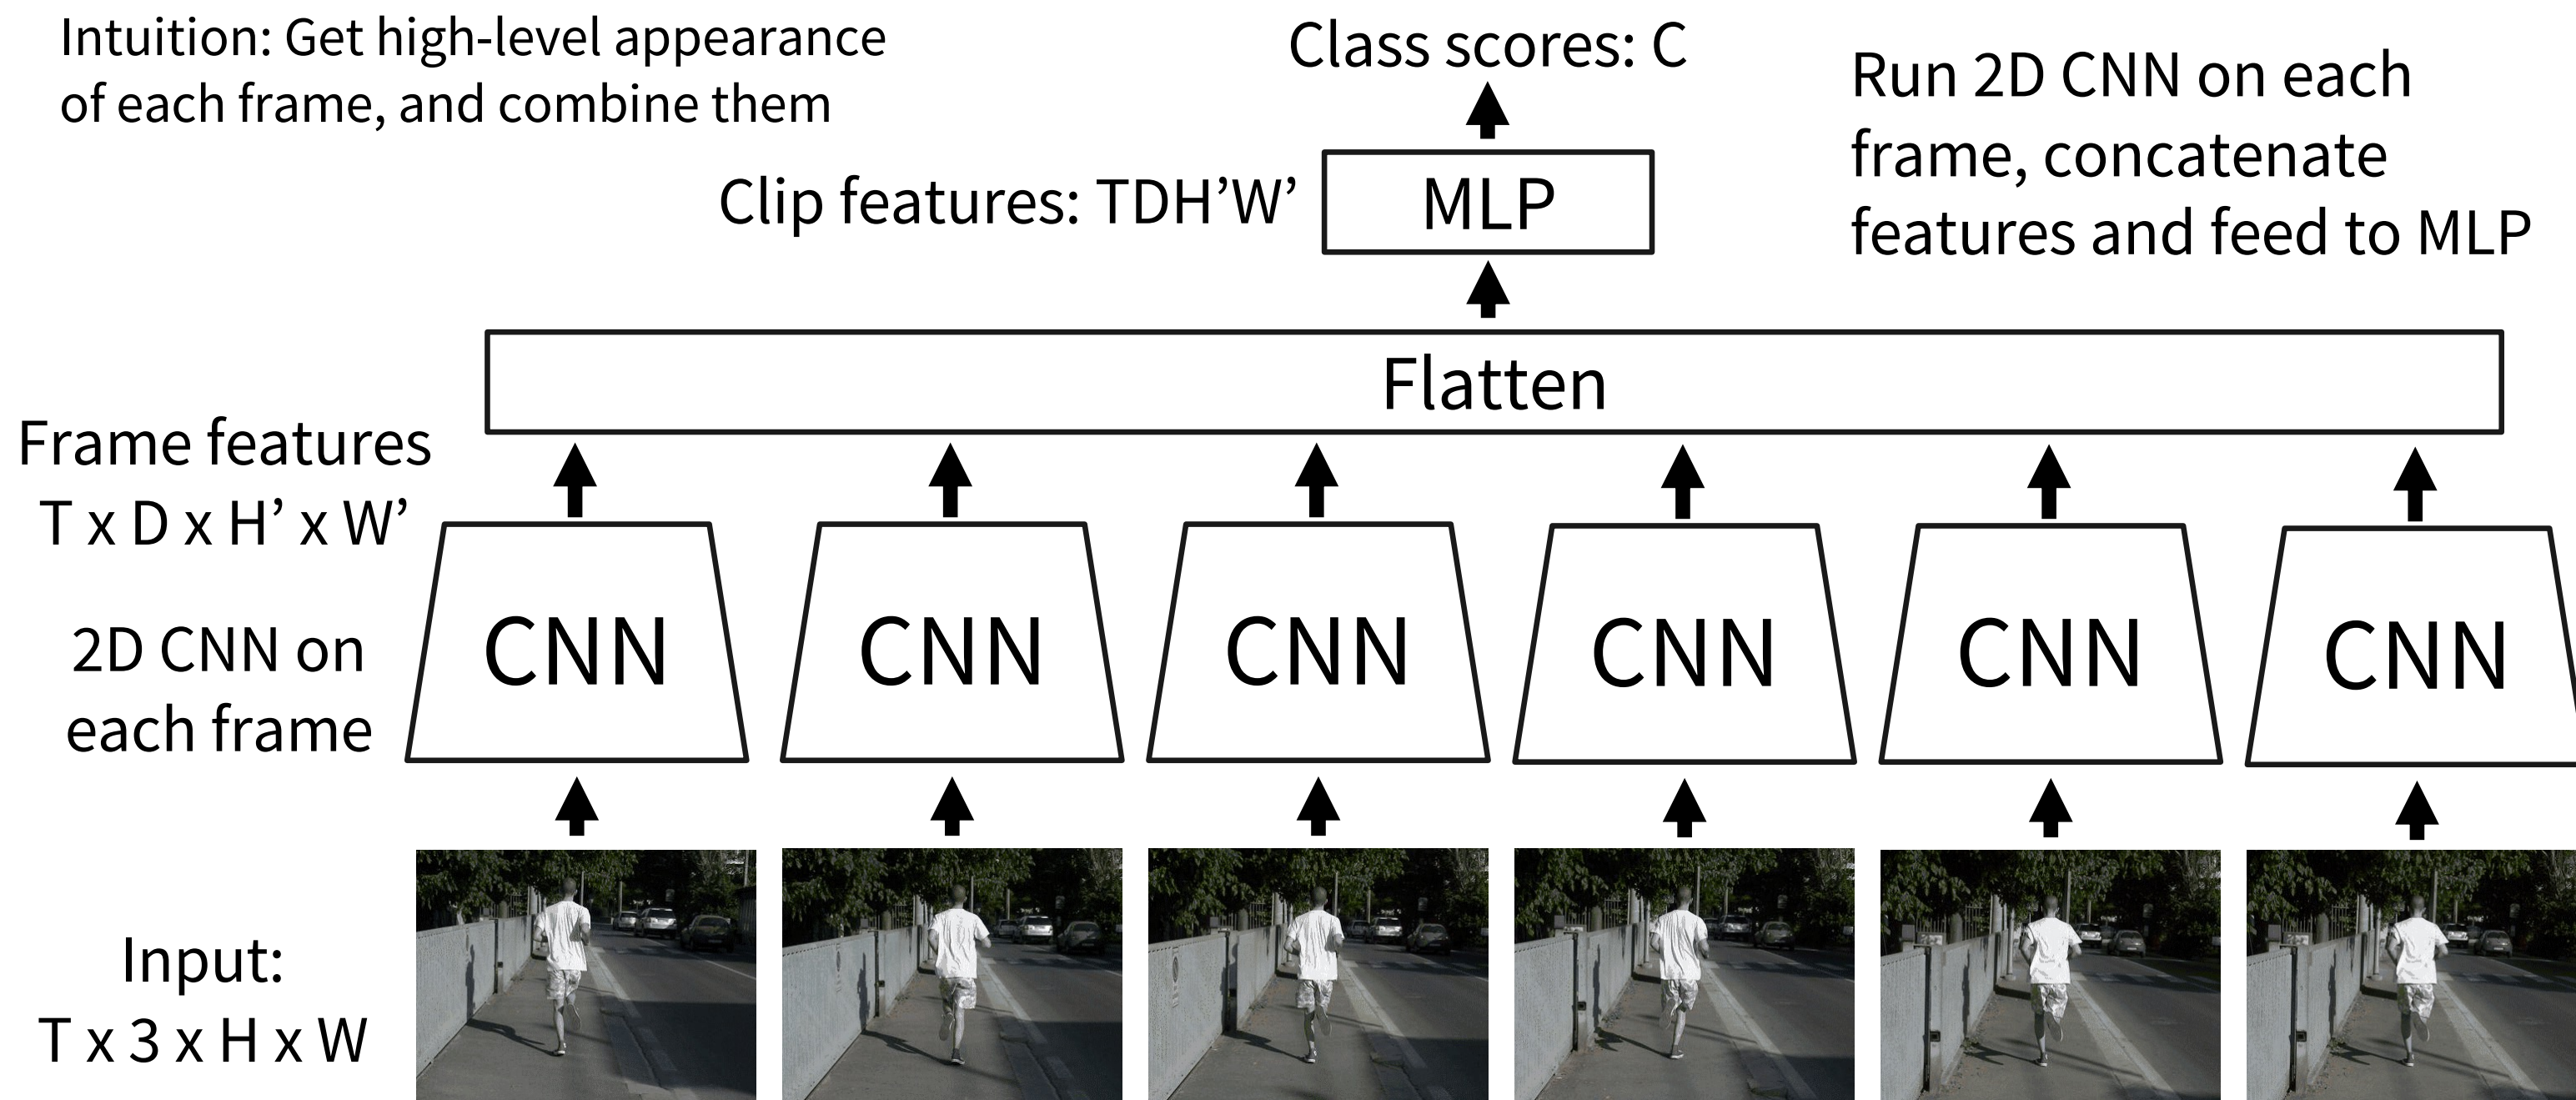 Intuition: Get high-level appearance
of each frame, and combine them
Class scores: C
Run 2D CNN on each
frame, concatenate
features and feed to MLP
Clip features: TDH’W’
MLP
Flatten
Frame features
T x D x H’ x W’
2D CNN on
each frame
CNN
CNN
CNN
CNN
CNN
CNN
Input:
T x 3 x H x W